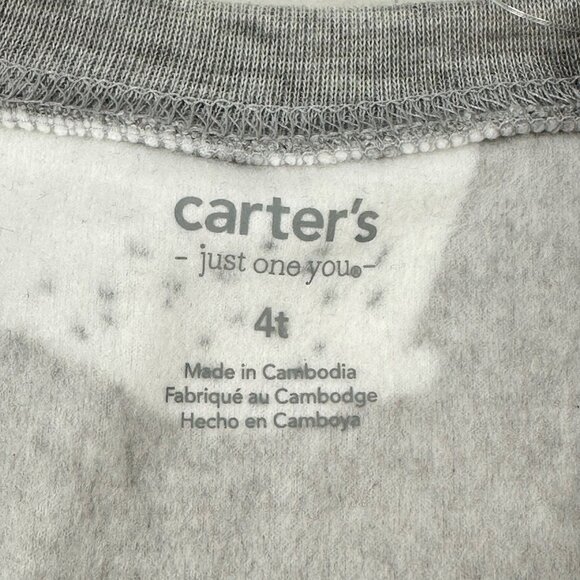 carter's
- just one you®-
4t
Made in Cambodia
Fabriqué au Cambodge
Hecho en Camboya